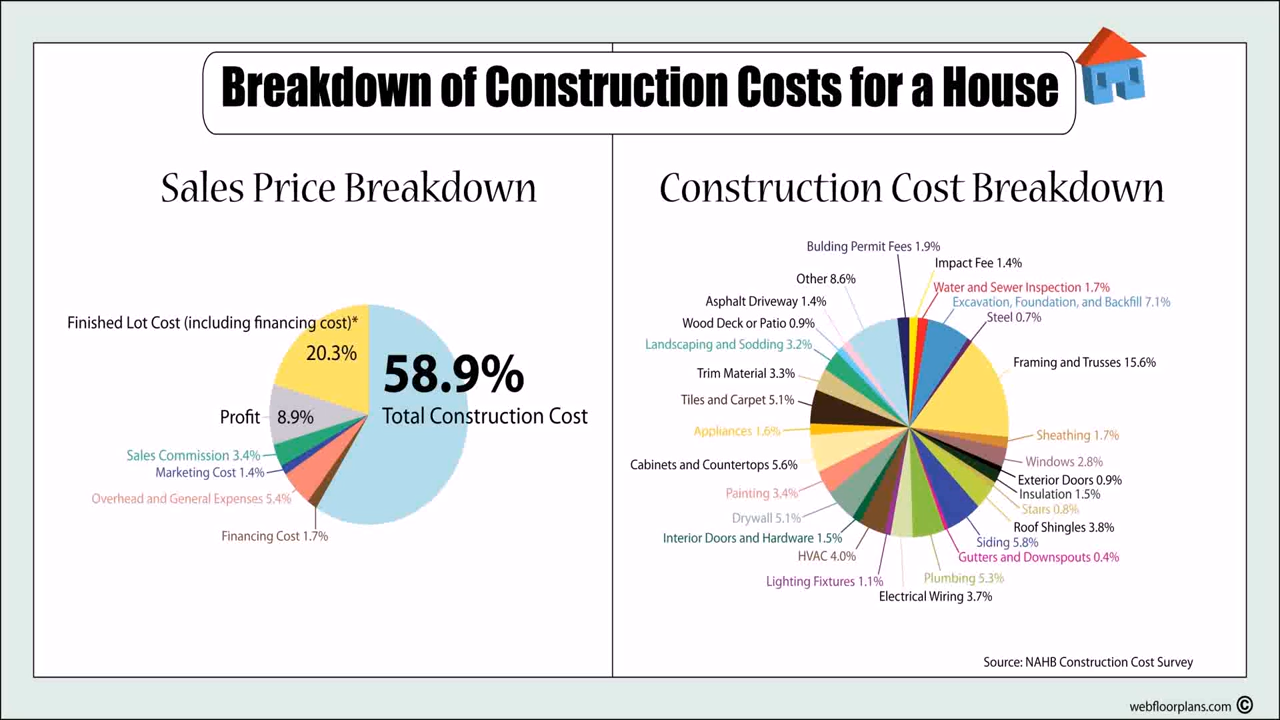 Breakdown of Construction Costs for a House
Sales Price Breakdown
Finished Lot Cost (including financing cost)*
20.3%
58.9%
Total Construction Cost
Profit 8.9%
Sales Commission 3.4%
Marketing Cost 1.4%
Overhead and General Expenses 5.4%
Financing Cost 1.7%
Construction Cost Breakdown
Bulding Permit Fees 1.9%
Impact Fee 1.4%
Water and Sewer Inspection 1.7%
Excavation, Foundation, and Backfill 7.1%
Steel 0.7%
Framing and Trusses 15.6%
Sheathing 1.7%
Windows 2.8%
Exterior Doors 0.9%
Insulation 1.5%
Stairs 0.8%
Roof Shingles 3.8%
Siding 5.8%
Gutters and Downspouts 0.4%
Plumbing 5.3%
Electrical Wiring 3.7%
Lighting Fixtures 1.1%
HVAC 4.0%
Interior Doors and Hardware 1.5%
Drywall 5.1%
Painting 3.4%
Cabinets and Countertops 5.6%
Appliances 1.6%
Tiles and Carpet 5.1%
Trim Material 3.3%
Landscaping and Sodding 3.2%
Wood Deck or Patio 0.9%
Asphalt Driveway 1.4%
Other 8.6%
Source: NAHB Construction Cost Survey
webfloorplans.com ©